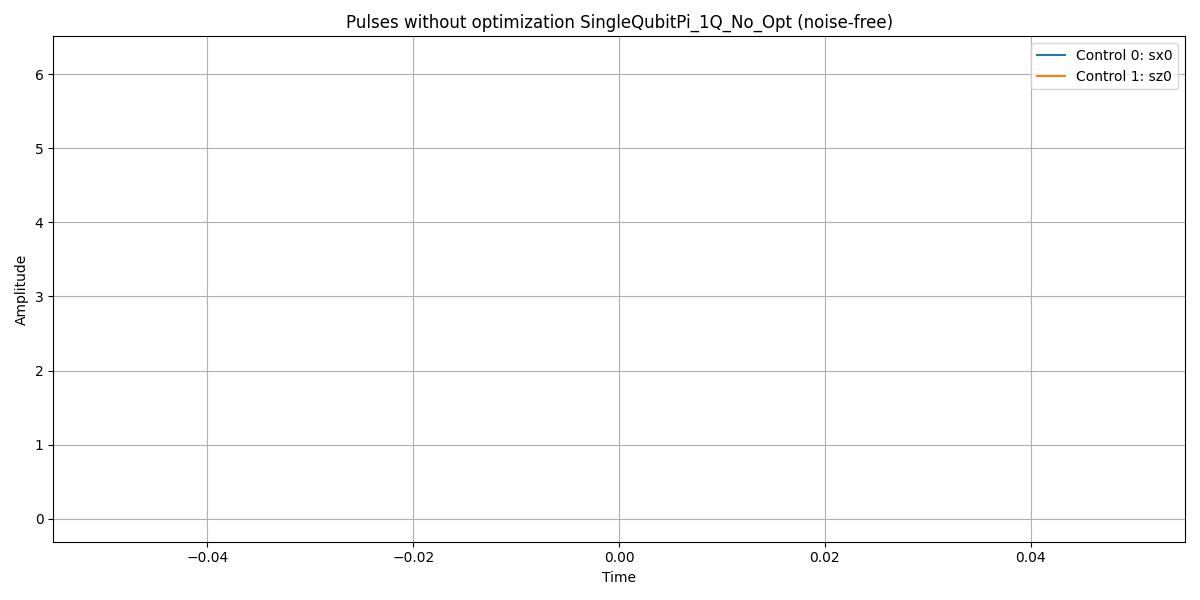 Pulses without optimization SingleQubitPi_1Q_No_Opt (noise-free)
Control 0: sx0
Control 1: sz0
6
5
4
3
2
1
0
Amplitude
−0.04
−0.02
0.00
0.02
0.04
Time